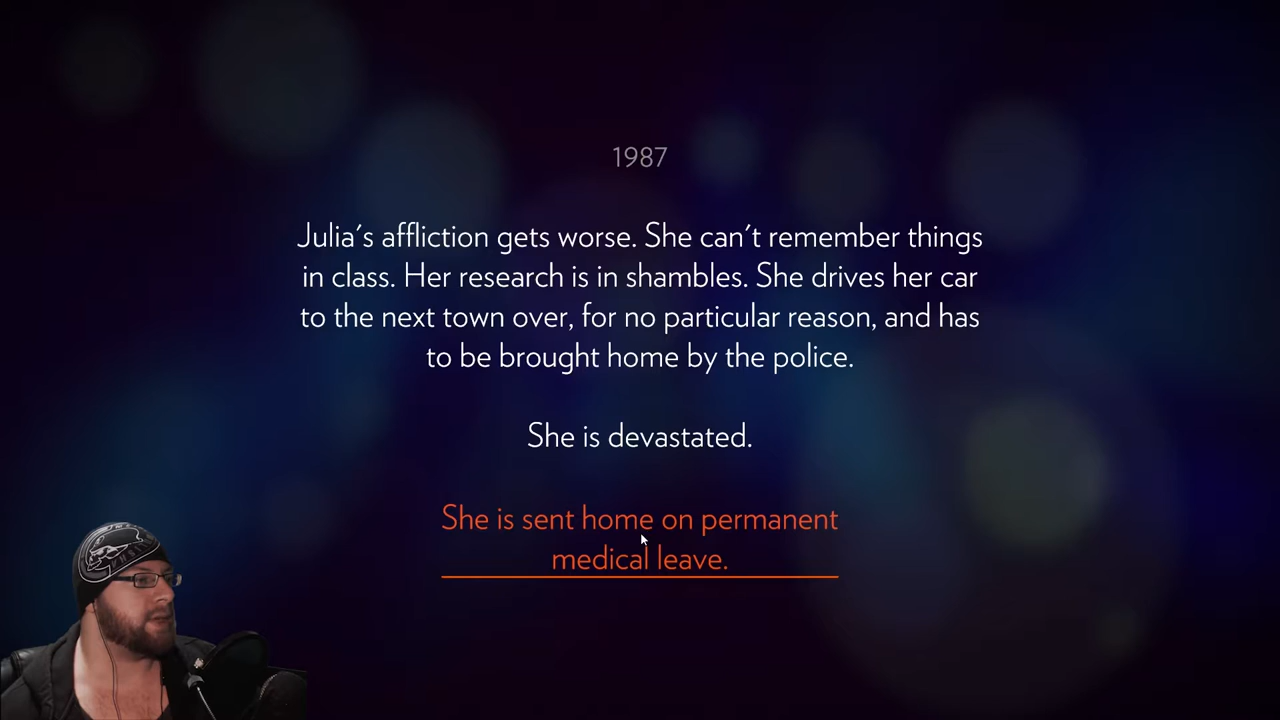 1987
Julia's affliction gets worse. She can't remember things
in class. Her research is in shambles. She drives her car
to the next town over, for no particular reason, and has
to be brought home by the police.
She is devastated.
She is sent home on permanent
medical leave.